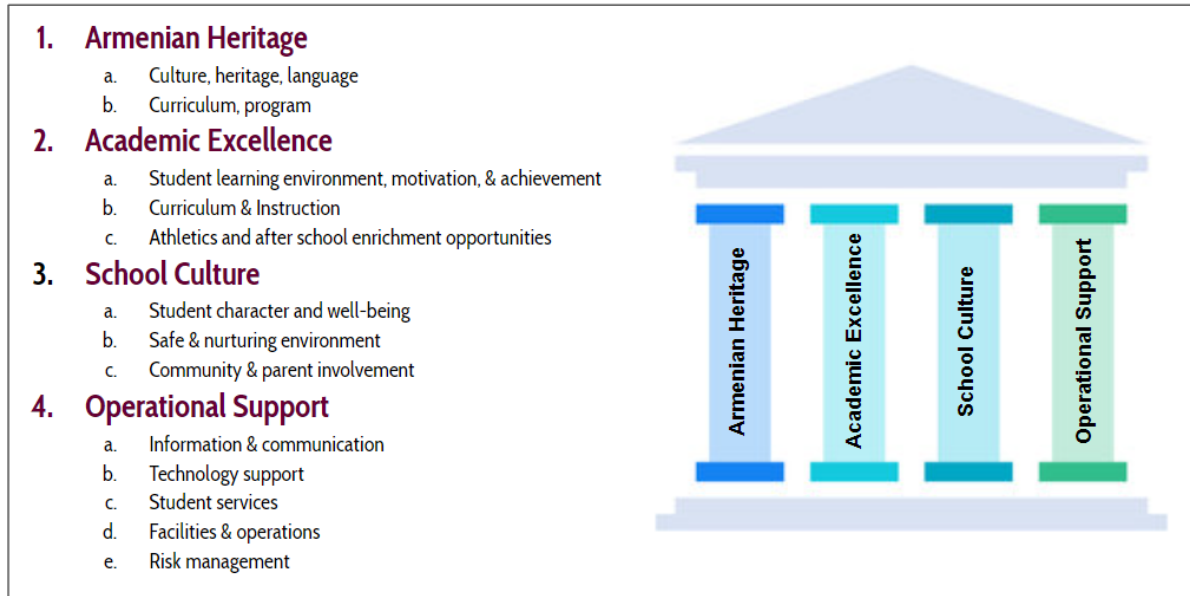 1. Armenian Heritage
a. Culture, heritage, language
b. Curriculum, program
2. Academic Excellence
a. Student learning environment, motivation, & achievement
b. Curriculum & Instruction
c. Athletics and after school enrichment opportunities
3. School Culture
a. Student character and well-being
b. Safe & nurturing environment
c. Community & parent involvement
4. Operational Support
a. Information & communication
b. Technology support
c. Student services
d. Facilities & operations
e. Risk management
Armenian Heritage
Academic Excellence
School Culture
Operational Support